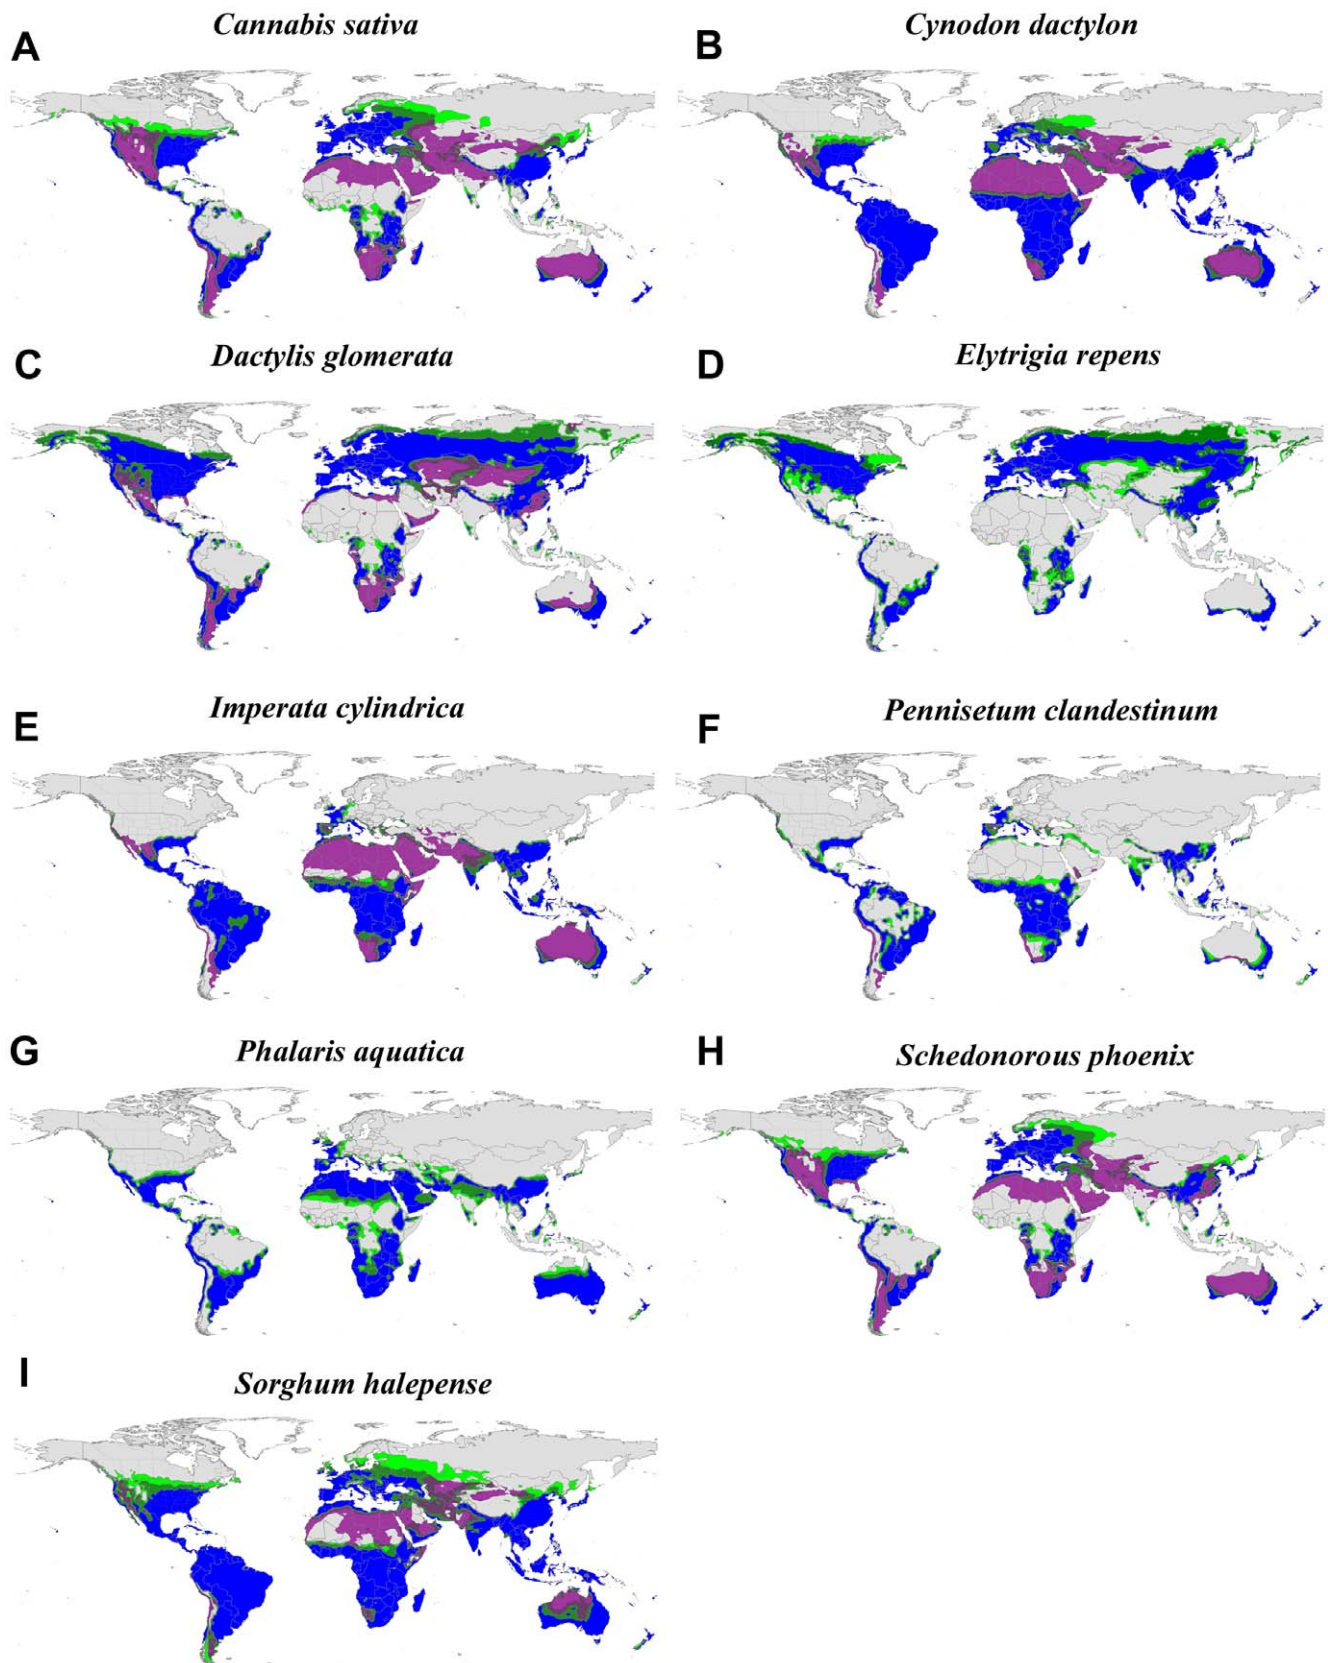 A
Cannabis sativa
B
Cynodon dactylon
C
Dactylis glomerata
D
Elytrigia repens
E
Imperata cylindrica
F
Pennisetum clandestinum
G
Phalaris aquatica
H
Schedonorous phoenix
I
Sorghum halepense